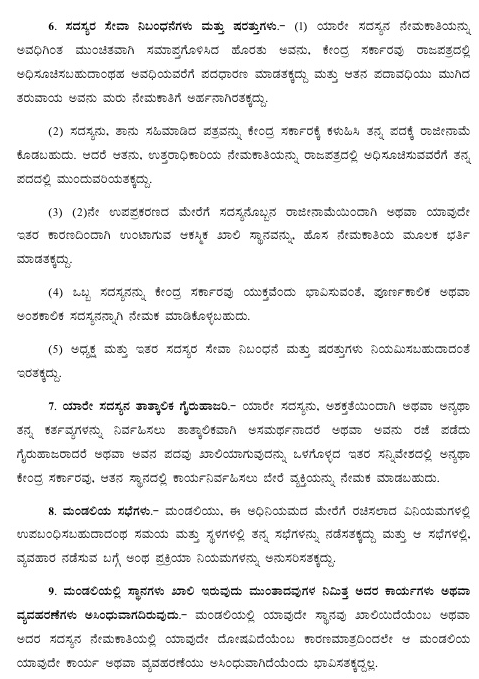 6. ಸದಸ್ಯರ ಸೇವಾ ನಿಬಂಧನೆಗಳು ಮತ್ತು ಷರತ್ತುಗಳು.– (1) ಯಾರೇ ಸದಸ್ಯನ ನೇಮಕಾತಿಯನ್ನು
ಅವಧಿಗಿಂತ ಮುಂಚಿತವಾಗಿ ಸಮಾಪ್ತಗೊಳಿಸಿದ ಹೊರತು ಅವನು, ಕೇಂದ್ರ ಸರ್ಕಾರವು ರಾಜಪತ್ರದಲ್ಲಿ
ಅಧಿಸೂಚಿಸಬಹುದಾಂಥಹ ಅವಧಿಯವರೆಗೆ ಪದಧಾರಣ ಮಾಡತಕ್ಕದ್ದು ಮತ್ತು ಆತನ ಪದಾವಧಿಯು ಮುಗಿದ
ತರುವಾಯ ಅವನು ಮರು ನೇಮಕಾತಿಗೆ ಅರ್ಹನಾಗಿರತಕ್ಕದ್ದು.
(2) ಸದಸ್ಯನು, ತಾನು ಸಹಿಮಾಡಿದ ಪತ್ರವನ್ನು ಕೇಂದ್ರ ಸರ್ಕಾರಕ್ಕೆ ಕಳುಹಿಸಿ ತನ್ನ ಪದಕ್ಕೆ ರಾಜೀನಾಮೆ
ಕೊಡಬಹುದು. ಆದರೆ ಆತನು, ಉತ್ತರಾಧಿಕಾರಿಯ ನೇಮಕಾತಿಯನ್ನು ರಾಜಪತ್ರದಲ್ಲಿ ಅಧಿಸೂಚಿಸುವವರೆಗೆ ತನ್ನ
ಪದದಲ್ಲಿ ಮುಂದುವರಿಯತಕ್ಕದ್ದು.
(3) (2)ನೇ ಉಪಪ್ರಕರಣದ ಮೇರೆಗೆ ಸದಸ್ಯನೊಬ್ಬನ ರಾಜೀನಾಮೆಯಿಂದಾಗಿ ಅಥವಾ ಯಾವುದೇ
ಇತರ ಕಾರಣದಿಂದಾಗಿ ಉಂಟಾಗುವ ಆಕಸ್ಮಿಕ ಖಾಲಿ ಸ್ಥಾನವನ್ನು, ಹೊಸ ನೇಮಕಾತಿಯ ಮೂಲಕ ಭರ್ತಿ
ಮಾಡತಕ್ಕದ್ದು.
(4) ಒಬ್ಬ ಸದಸ್ಯನನ್ನು ಕೇಂದ್ರ ಸರ್ಕಾರವು ಯುಕ್ತವೆಂದು ಭಾವಿಸುವಂತೆ, ಪೂರ್ಣಕಾಲಿಕ ಅಥವಾ
ಅಂಶಕಾಲಿಕ ಸದಸ್ಯನನ್ನಾಗಿ ನೇಮಕ ಮಾಡಿಕೊಳ್ಳಬಹುದು.
(5) ಅಧ್ಯಕ್ಷ ಮತ್ತು ಇತರ ಸದಸ್ಯರ ಸೇವಾ ನಿಬಂಧನೆ ಮತ್ತು ಷರತ್ತುಗಳು ನಿಯಮಿಸಬಹುದಾದಂತೆ
ಇರತಕ್ಕದ್ದು.
7. ಯಾರೇ ಸದಸ್ಯನ ತಾತ್ಕಾಲಿಕ ಗೈರುಹಾಜರಿ.– ಯಾರೇ ಸದಸ್ಯನು, ಅಶಕ್ತತೆಯಿಂದಾಗಿ ಅಥವಾ ಅನ್ಯಥಾ
ತನ್ನ ಕರ್ತವ್ಯಗಳನ್ನು ನಿರ್ವಹಿಸಲು ತಾತ್ಕಾಲಿಕವಾಗಿ ಅಸಮರ್ಥನಾದರೆ ಅಥವಾ ಅವನು ರಜೆ ಪಡೆದು
ಗೈರುಹಾಜರಾದರೆ ಅಥವಾ ಅವನ ಪದವು ಖಾಲಿಯಾಗುವುದನ್ನು ಒಳಗೊಳ್ಳದ ಇತರ ಸನ್ನಿವೇಶದಲ್ಲಿ ಅನ್ಯಥಾ
ಕೇಂದ್ರ ಸರ್ಕಾರವು, ಆತನ ಸ್ಥಾನದಲ್ಲಿ ಕಾರ್ಯನಿರ್ವಹಿಸಲು ಬೇರೆ ವ್ಯಕ್ತಿಯನ್ನು ನೇಮಕ ಮಾಡಬಹುದು.
8. ಮಂಡಲಿಯ ಸಭೆಗಳು.– ಮಂಡಲಿಯು, ಈ ಅಧಿನಿಯಮದ ಮೇರೆಗೆ ರಚಿಸಲಾದ ವಿನಿಯಮಗಳಲ್ಲಿ
ಉಪಬಂಧಿಸಬಹುದಾದಂಥ ಸಮಯ ಮತ್ತು ಸ್ಥಳಗಳಲ್ಲಿ ತನ್ನ ಸಭೆಗಳನ್ನು ನಡೆಸತಕ್ಕದ್ದು ಮತ್ತು ಆ ಸಭೆಗಳಲ್ಲಿ,
ವ್ಯವಹಾರ ನಡೆಸುವ ಬಗ್ಗೆ ಅಂಥ ಪ್ರಕ್ರಿಯಾ ನಿಯಮಗಳನ್ನು ಅನುಸರಿಸತಕ್ಕದ್ದು.
9. ಮಂಡಲಿಯಲ್ಲಿ ಸ್ಥಾನಗಳು ಖಾಲಿ ಇರುವುದು ಮುಂತಾದವುಗಳ ನಿಮಿತ್ತ ಅದರ ಕಾರ್ಯಗಳು ಅಥವಾ
ವ್ಯವಹರಣೆಗಳು ಅಸಿಂಧುವಾಗದಿರುವುದು.– ಮಂಡಲಿಯಲ್ಲಿ ಯಾವುದೇ ಸ್ಥಾನವು ಖಾಲಿಯಿದೆಯೆಂಬ ಅಥವಾ
ಅದರ ಸದಸ್ಯನ ನೇಮಕಾತಿಯಲ್ಲಿ ಯಾವುದೇ ದೋಷವಿದೆಯೆಂಬ ಕಾರಣಮಾತ್ರದಿಂದಲೇ ಆ ಮಂಡಲಿಯ
ಯಾವುದೇ ಕಾರ್ಯ ಅಥವಾ ವ್ಯವಹರಣೆಯು ಅಸಿಂಧುವಾಗಿದೆಯೆಂದು ಭಾವಿಸತಕ್ಕದ್ದಲ್ಲ.